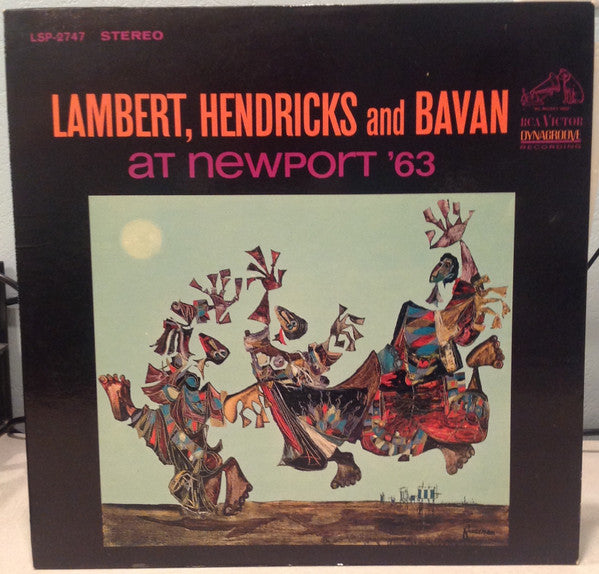 LSP-2747 STEREO
LAMBERT, HENDRICKS and BAVAN
at newport '63
RCA VICTOR
DYNAGROOVE
RECORDING